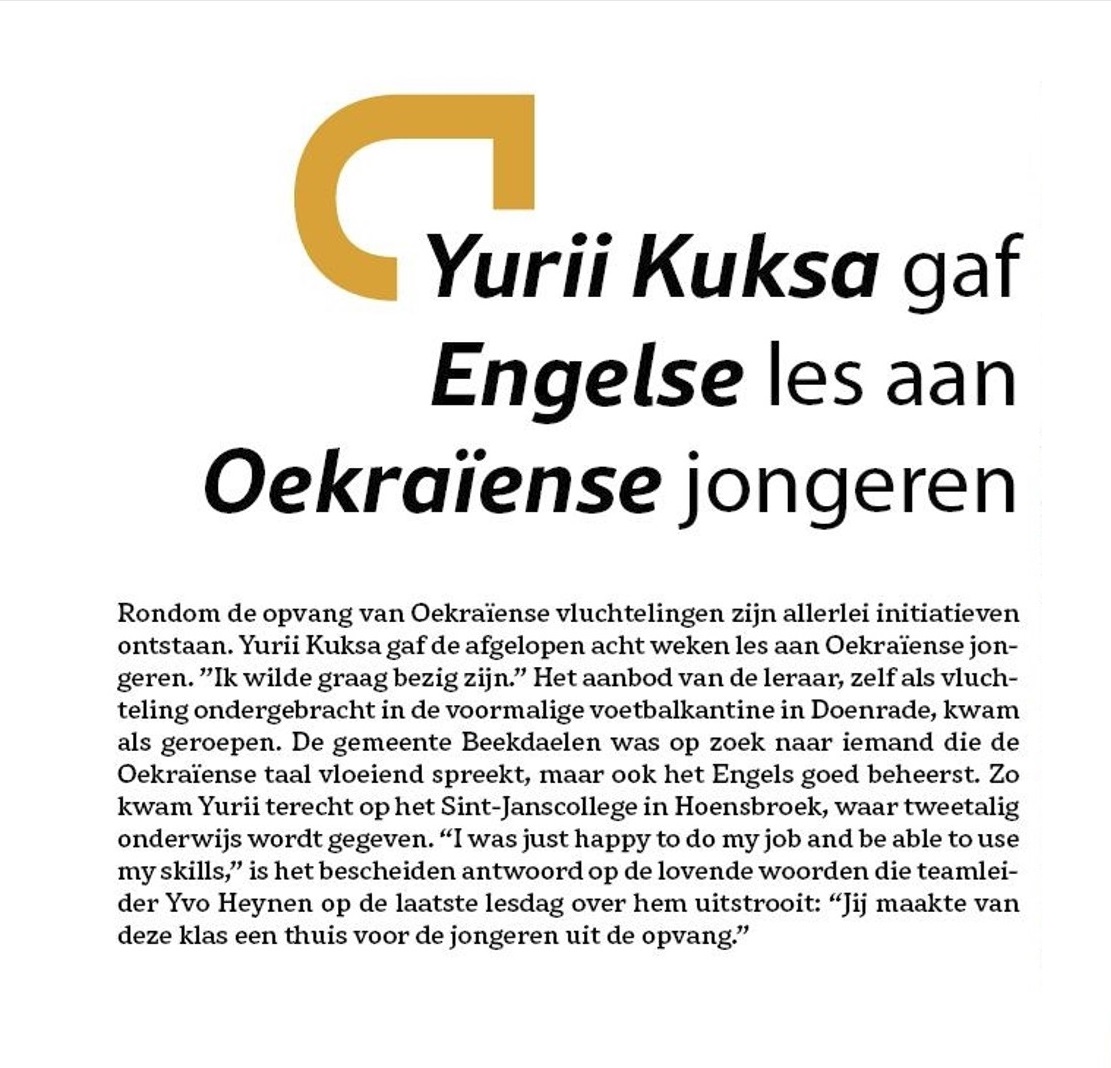 Yurii Kuksa gaf
Engelse les aan
Oekraïense jongeren
Rondom de opvang van Oekraïense vluchtelingen zijn allerlei initiatieven
ontstaan. Yurii Kuksa gaf de afgelopen acht weken les aan Oekraïense jon-
geren. ”Ik wilde graag bezig zijn.” Het aanbod van de leraar, zelf als vluch-
teling ondergebracht in de voormalige voetbalkantine in Doenrade, kwam
als geroepen. De gemeente Beekdaelen was op zoek naar iemand die de
Oekraïense taal vloeiend spreekt, maar ook het Engels goed beheerst. Zo
kwam Yurii terecht op het Sint-Janscollege in Hoensbroek, waar tweetalig
onderwijs wordt gegeven. “I was just happy to do my job and be able to use
my skills,” is het bescheiden antwoord op de lovende woorden die teamlei-
der Yvo Heynen op de laatste lesdag over hem uitstrooit: “Jij maakte van
deze klas een thuis voor de jongeren uit de opvang.”